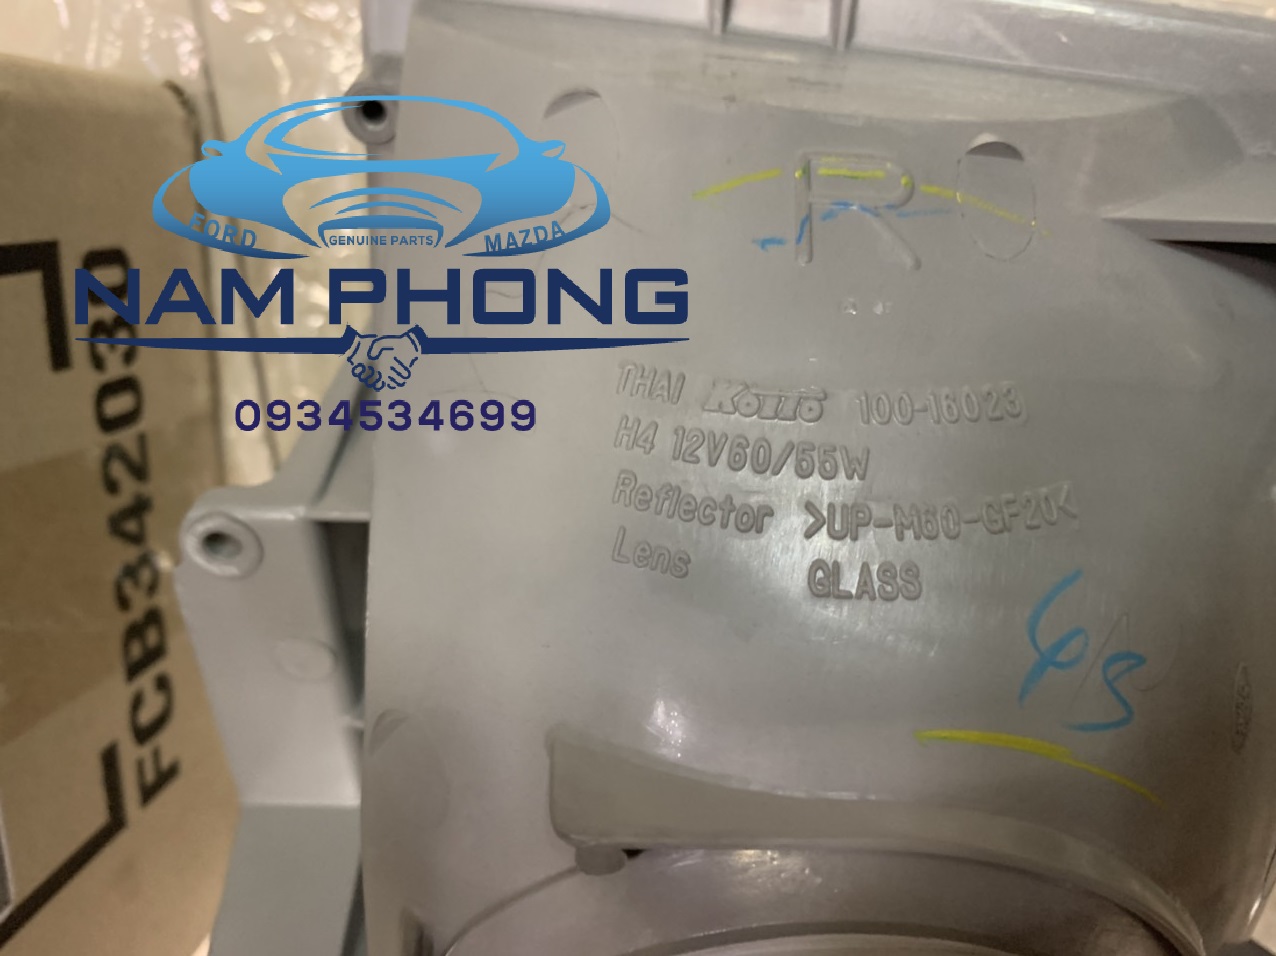 FORD
GENUINE PARTS
MAZDA
NAM PHONG
0934534699
FCB342030
R
THAI KOITO 100-16023
H4 12V60/55W
Reflector >UP-M60-GF20<
Lens GLASS